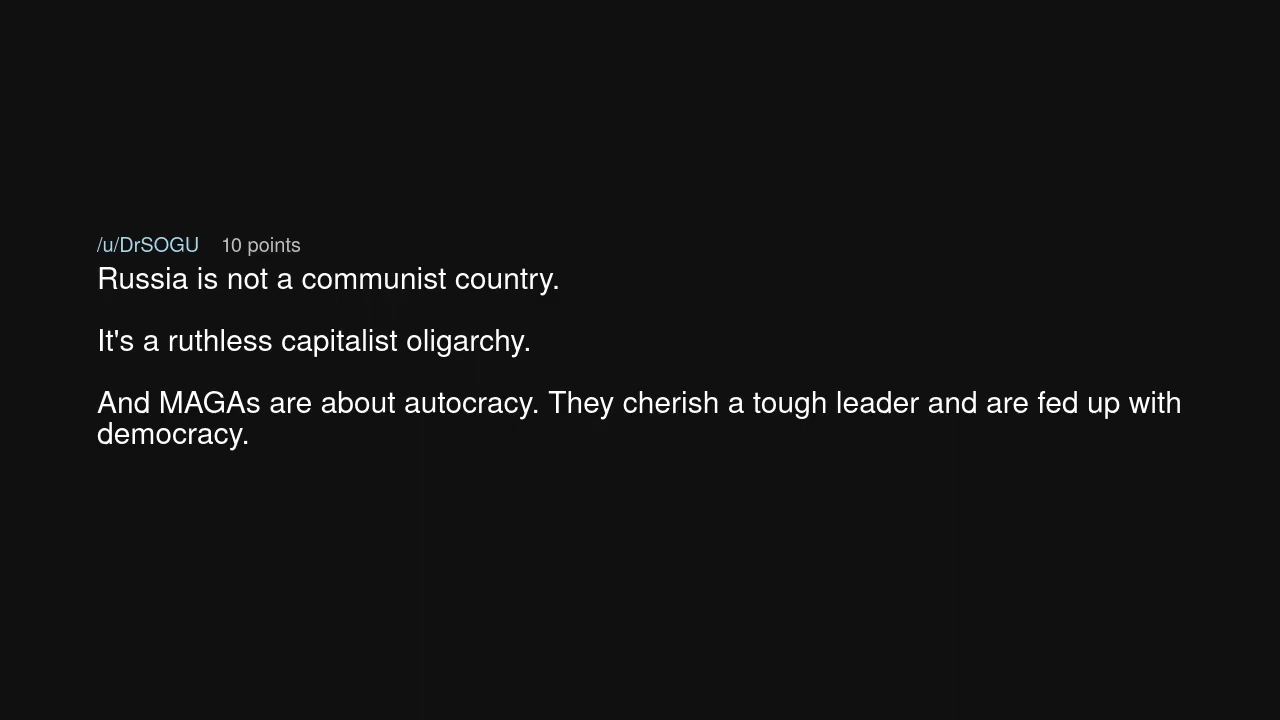 /u/DrSOGU 10 points
Russia is not a communist country.
It's a ruthless capitalist oligarchy.
And MAGAs are about autocracy. They cherish a tough leader and are fed up with
democracy.